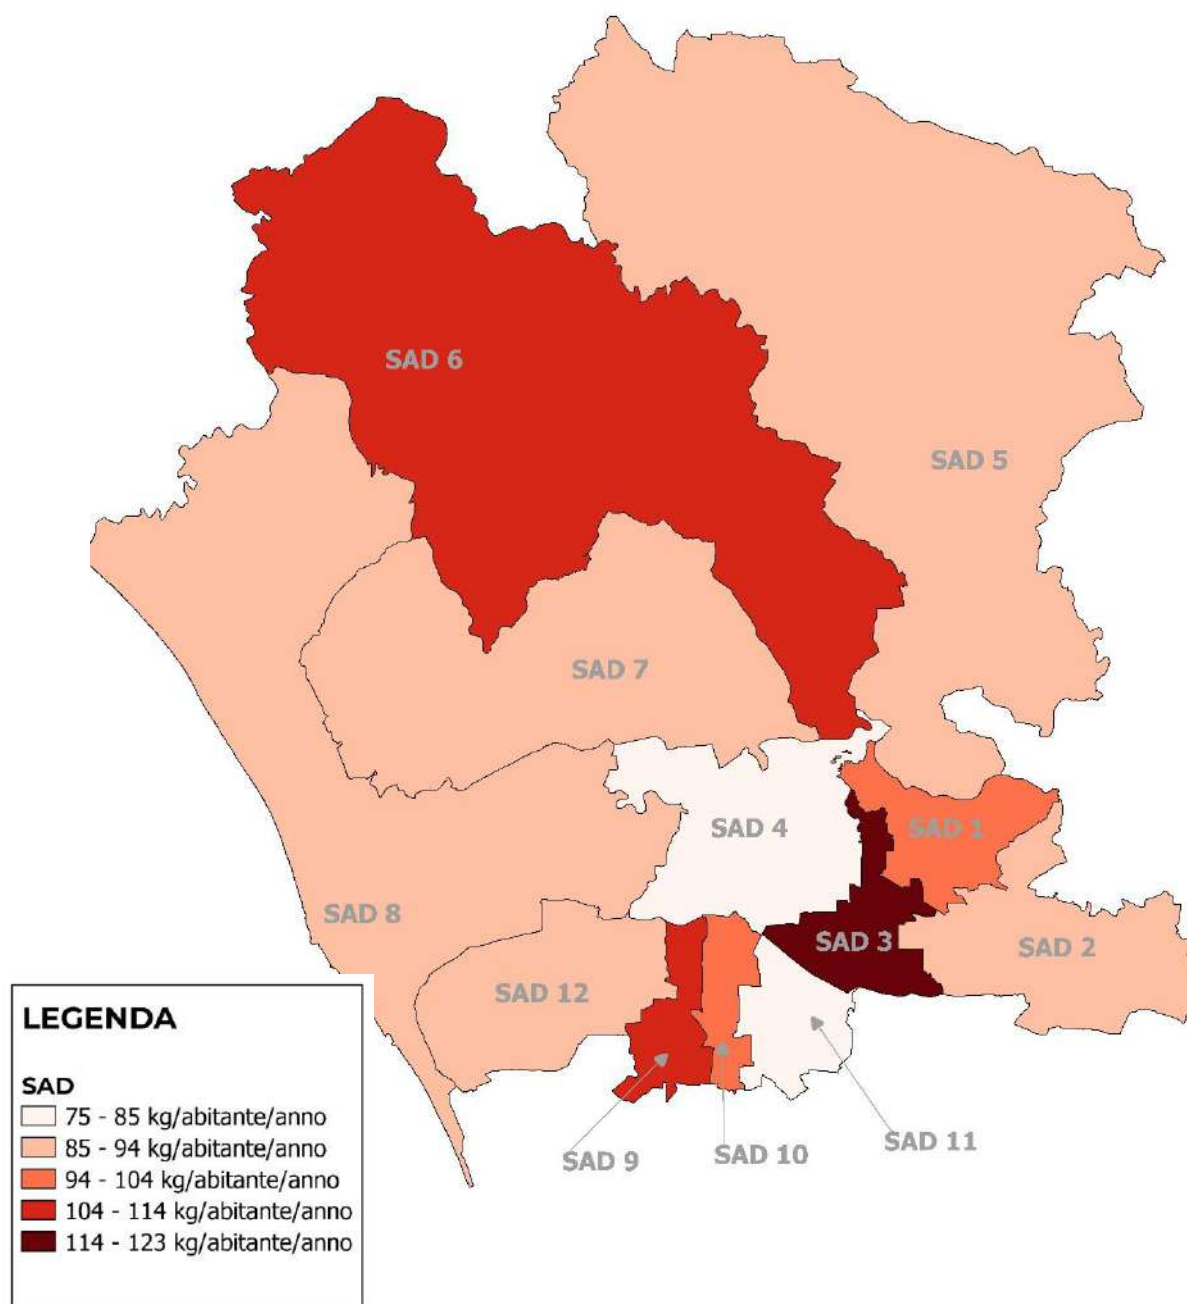 SAD 6
SAD 5
SAD 7
SAD 4
SAD 1
SAD 8
SAD 3
SAD 2
SAD 12
SAD 9
SAD 10
SAD 11
LEGENDA
SAD
75 - 85 kg/abitante/anno
85 - 94 kg/abitante/anno
94 - 104 kg/abitante/anno
104 - 114 kg/abitante/anno
114 - 123 kg/abitante/anno